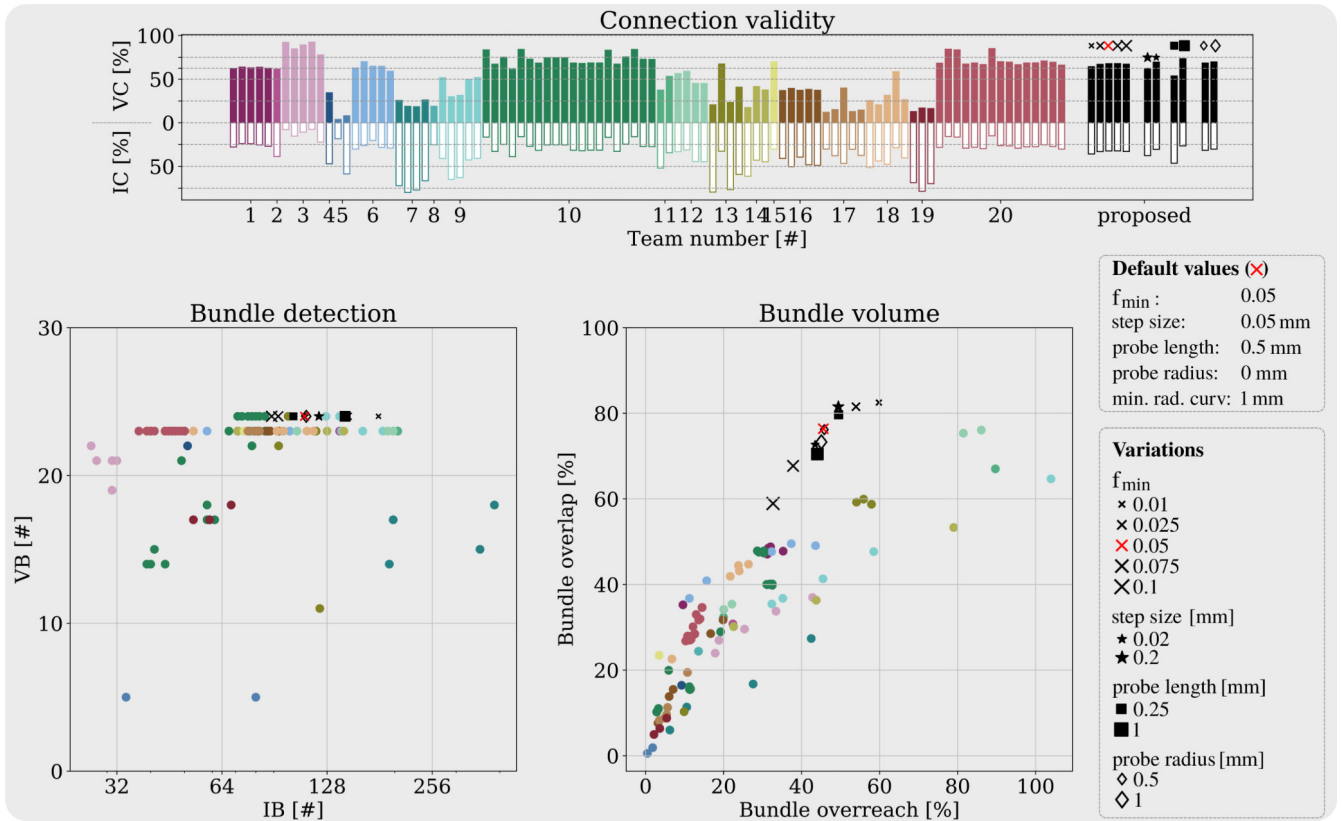 Connection validity
100
50
0
50
VC [%]
IC [%]
1 2 3 4 5 6 7 8 9 10 11 12 13 14 15 16 17 18 19 20 proposed
Team number [#]
Bundle detection
30
20
10
0
VB [#]
32 64 128 256
IB [#]
Bundle volume
100
80
60
40
20
0
Bundle overlap [%]
0 20 40 60 80 100
Bundle overreach [%]
Default values (×)
fmin : 0.05
step size: 0.05 mm
probe length: 0.5 mm
probe radius: 0 mm
min. rad. curv: 1 mm
Variations
fmin
0.01
0.025
0.05
0.075
0.1
step size [mm]
0.02
0.2
probe length [mm]
0.25
1
probe radius [mm]
0.5
1